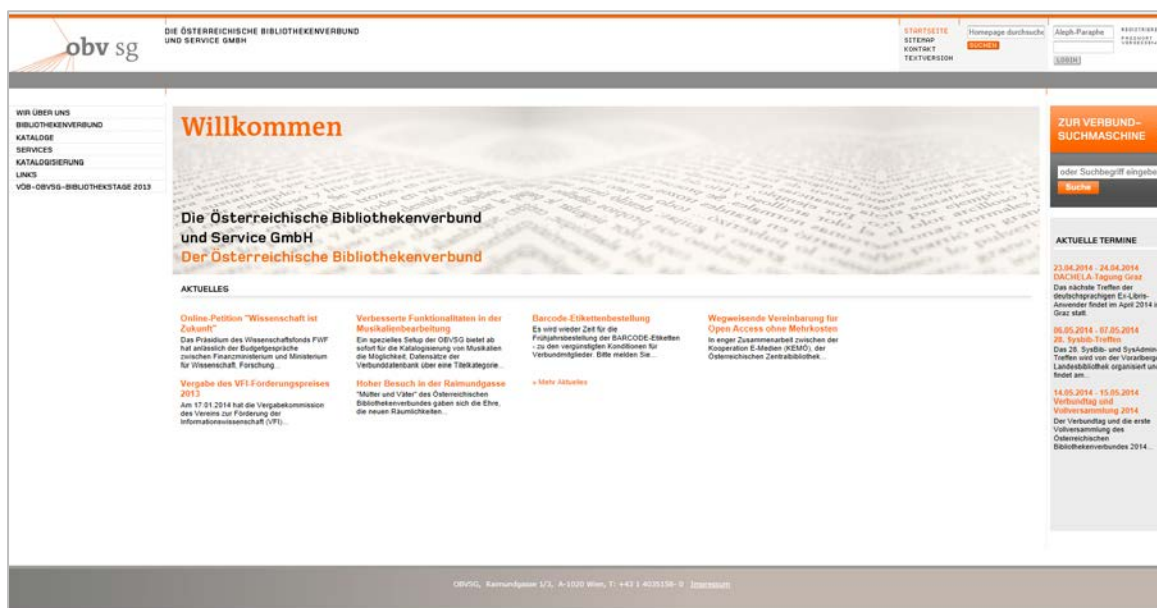 obv sg
DIE ÖSTERREICHISCHE BIBLIOTHEKENVERBUND
UND SERVICE GMBH
STARTSEITE
SITEMAP
KONTAKT
TEXTVERSION
Homepage durchsuche
SUCHEN
Aleph-Paraphe
LOGIN
WIR ÜBER UNS
BIBLIOTHEKENVERBUND
KATALOGE
SERVICES
KATALOGISIERUNG
LINKS
VÖB-OBVSG-BIBLIOTHEKSTAGE 2013
Willkommen
Die Österreichische Bibliothekenverbund
und Service GmbH
Der Österreichische Bibliothekenverbund
AKTUELLES
Online-Petition "Wissenschaft ist
Zukunft"
Das Präsidium des Wissenschaftsfonds FWF
hat anlässlich der Budgetgespräche
zwischen Finanzministerium und Ministerium
für Wissenschaft, Forschung...
Verbesserte Funktionalitäten in der
Musikalienbearbeitung
Ein spezielles Setup der OBVSG bietet ab
sofort für die Katalogisierung von Musikalien
die Möglichkeit, Datensätze der
Verbunddatenbank über eine Titelkategorie...
Barcode-Etikettenbestellung
Es wird wieder Zeit für die
Frühjahrsbestellung der BARCODE-Etiketten
- zu den vergünstigten Konditionen für
Verbundmitglieder. Bitte melden Sie...
Wegweisende Vereinbarung für
Open Access ohne Mehrkosten
In enger Zusammenarbeit zwischen der
Kooperation E-Medien (KEMÖ), der
Österreichischen Zentralbibliothek...
Vergabe des VFI-Förderungspreises
2013
Am 17.01.2014 hat die Vergabekommission
des Vereins zur Förderung der
Informationswissenschaft (VFI)...
Hoher Besuch in der Raimundgasse
"Mütter und Väter" des Österreichischen
Bibliothekenverbundes gaben sich die Ehre,
die neuen Räumlichkeiten...
» Mehr Aktuelles
ZUR VERBUND-
SUCHMASCHINE
oder Suchbegriff eingebe
Suche
AKTUELLE TERMINE
23.04.2014 - 24.04.2014
DACHELA-Tagung Graz
Das nächste Treffen der
deutschsprachigen Ex-Libris-
Anwender findet im April 2014 i
Graz statt.
06.05.2014 - 07.05.2014
28. Sysbib-Treffen
Das 28. SysBib- und SysAdmin
Treffen wird von der Vorarlberge
Landesbibliothek organisiert und
findet am...
14.05.2014 - 15.05.2014
Verbundtag und
Vollversammlung 2014
Der Verbundtag und die erste
Vollversammlung des
Österreichischen
Bibliothekenverbundes 2014...
OBVSG, Raimundgasse 1/3, A-1020 Wien, T: +43 1 4035158- 0 Impressum